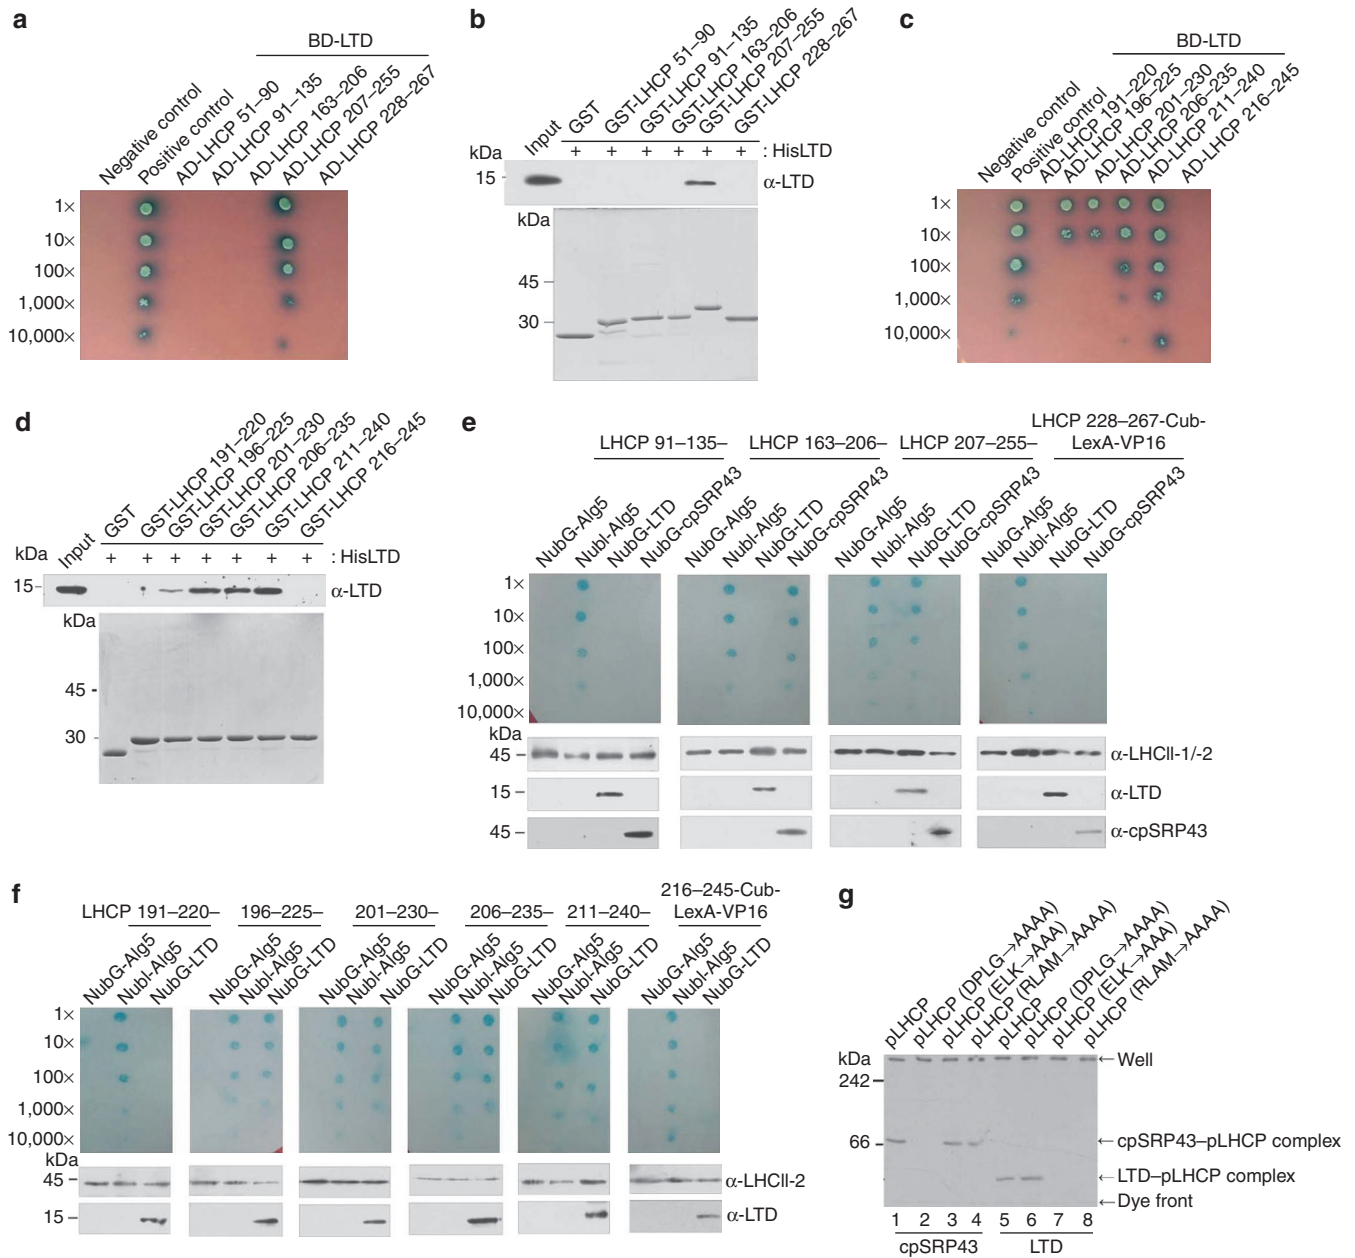 a
BD-LTD
Negative control
Positive control
AD-LHCP 51–90
AD-LHCP 91–135
AD-LHCP 163–206
AD-LHCP 207–255
AD-LHCP 228–267
1×
10×
100×
1,000×
10,000×
b
Input
GST
GST-LHCP 51–90
GST-LHCP 91–135
GST-LHCP 163–206
GST-LHCP 207–255
GST-LHCP 228–267
kDa
+ + + + + + : HisLTD
15
α-LTD
kDa
45
30
c
BD-LTD
Negative control
Positive control
AD-LHCP 191–220
AD-LHCP 196–225
AD-LHCP 201–230
AD-LHCP 206–235
AD-LHCP 211–240
AD-LHCP 216–245
1×
10×
100×
1,000×
10,000×
d
Input
GST
GST-LHCP 191–220
GST-LHCP 196–225
GST-LHCP 201–230
GST-LHCP 206–235
GST-LHCP 211–240
GST-LHCP 216–245
kDa
+ + + + + + + : HisLTD
15
α-LTD
kDa
45
30
e
LHCP 91–135–
LHCP 163–206–
LHCP 207–255–
LHCP 228–267-Cub-
LexA-VP16
NubG-Alg5
NubI-Alg5
NubG-LTD
NubG-cpSRP43
NubG-Alg5
NubI-Alg5
NubG-LTD
NubG-cpSRP43
NubG-Alg5
NubI-Alg5
NubG-LTD
NubG-cpSRP43
NubG-Alg5
NubI-Alg5
NubG-LTD
NubG-cpSRP43
1×
10×
100×
1,000×
10,000×
kDa
45
α-LHCII-1/-2
15
α-LTD
45
α-cpSRP43
f
LHCP 191–220–
196–225–
201–230–
206–235–
211–240–
216–245-Cub-
LexA-VP16
NubG-Alg5
NubI-Alg5
NubG-LTD
NubG-Alg5
NubI-Alg5
NubG-LTD
NubG-Alg5
NubI-Alg5
NubG-LTD
NubG-Alg5
NubI-Alg5
NubG-LTD
NubG-Alg5
NubI-Alg5
NubG-LTD
NubG-Alg5
NubI-Alg5
NubG-LTD
1×
10×
100×
1,000×
10,000×
kDa
45
α-LHCII-2
15
α-LTD
g
pLHCP
pLHCP (DPLG→AAAA)
pLHCP (ELK→AAA)
pLHCP (RLAM→AAAA)
pLHCP
pLHCP (DPLG→AAAA)
pLHCP (ELK→AAA)
pLHCP (RLAM→AAAA)
kDa
←Well
242
66
←cpSRP43–pLHCP complex
←LTD–pLHCP complex
←Dye front
1 2 3 4 5 6 7 8
cpSRP43 LTD